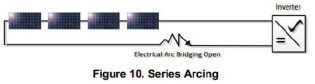 Inverter
Electrical Arc Bridging Open
Figure 10. Series Arcing